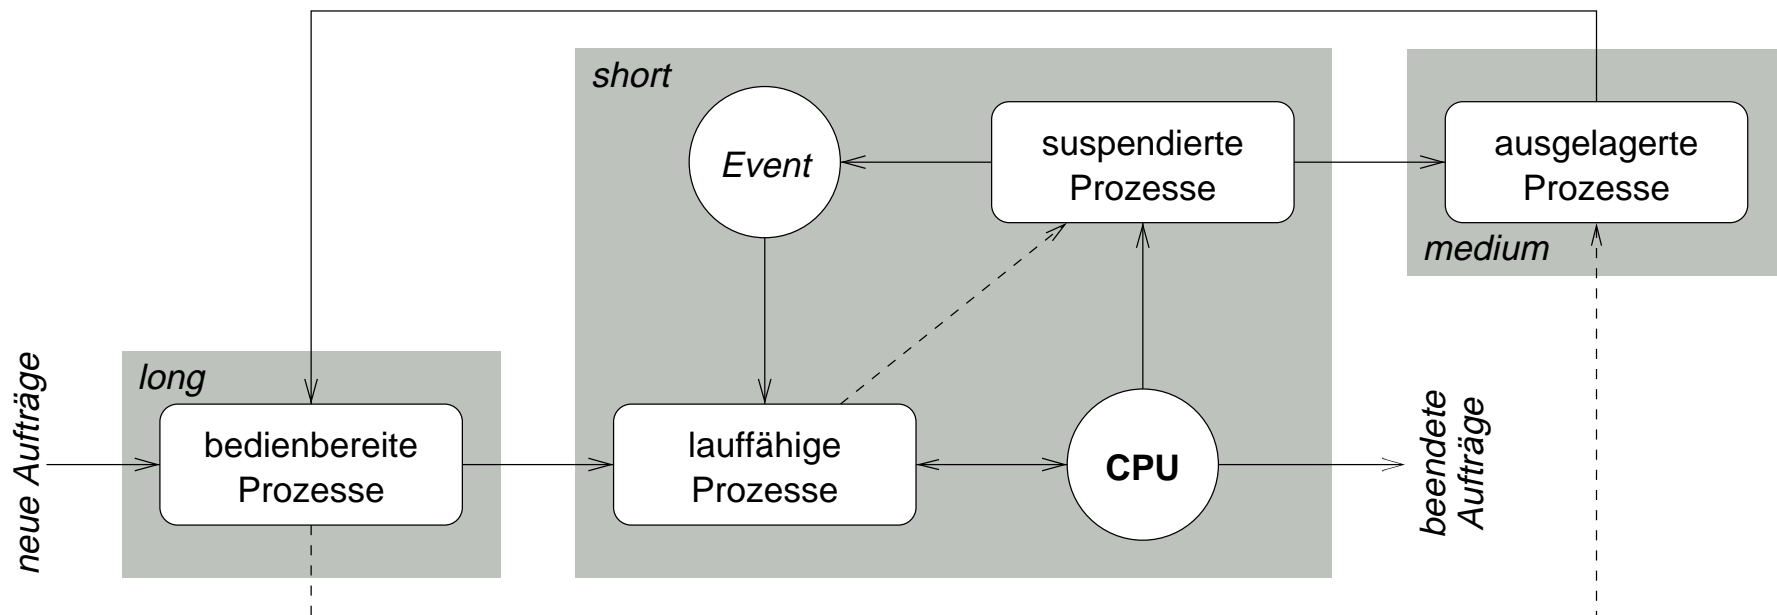 short
Event
suspendierte
Prozesse
ausgelagerte
Prozesse
medium
neue Aufträge
long
bedienbereite
Prozesse
lauffähige
Prozesse
CPU
beendete
Aufträge